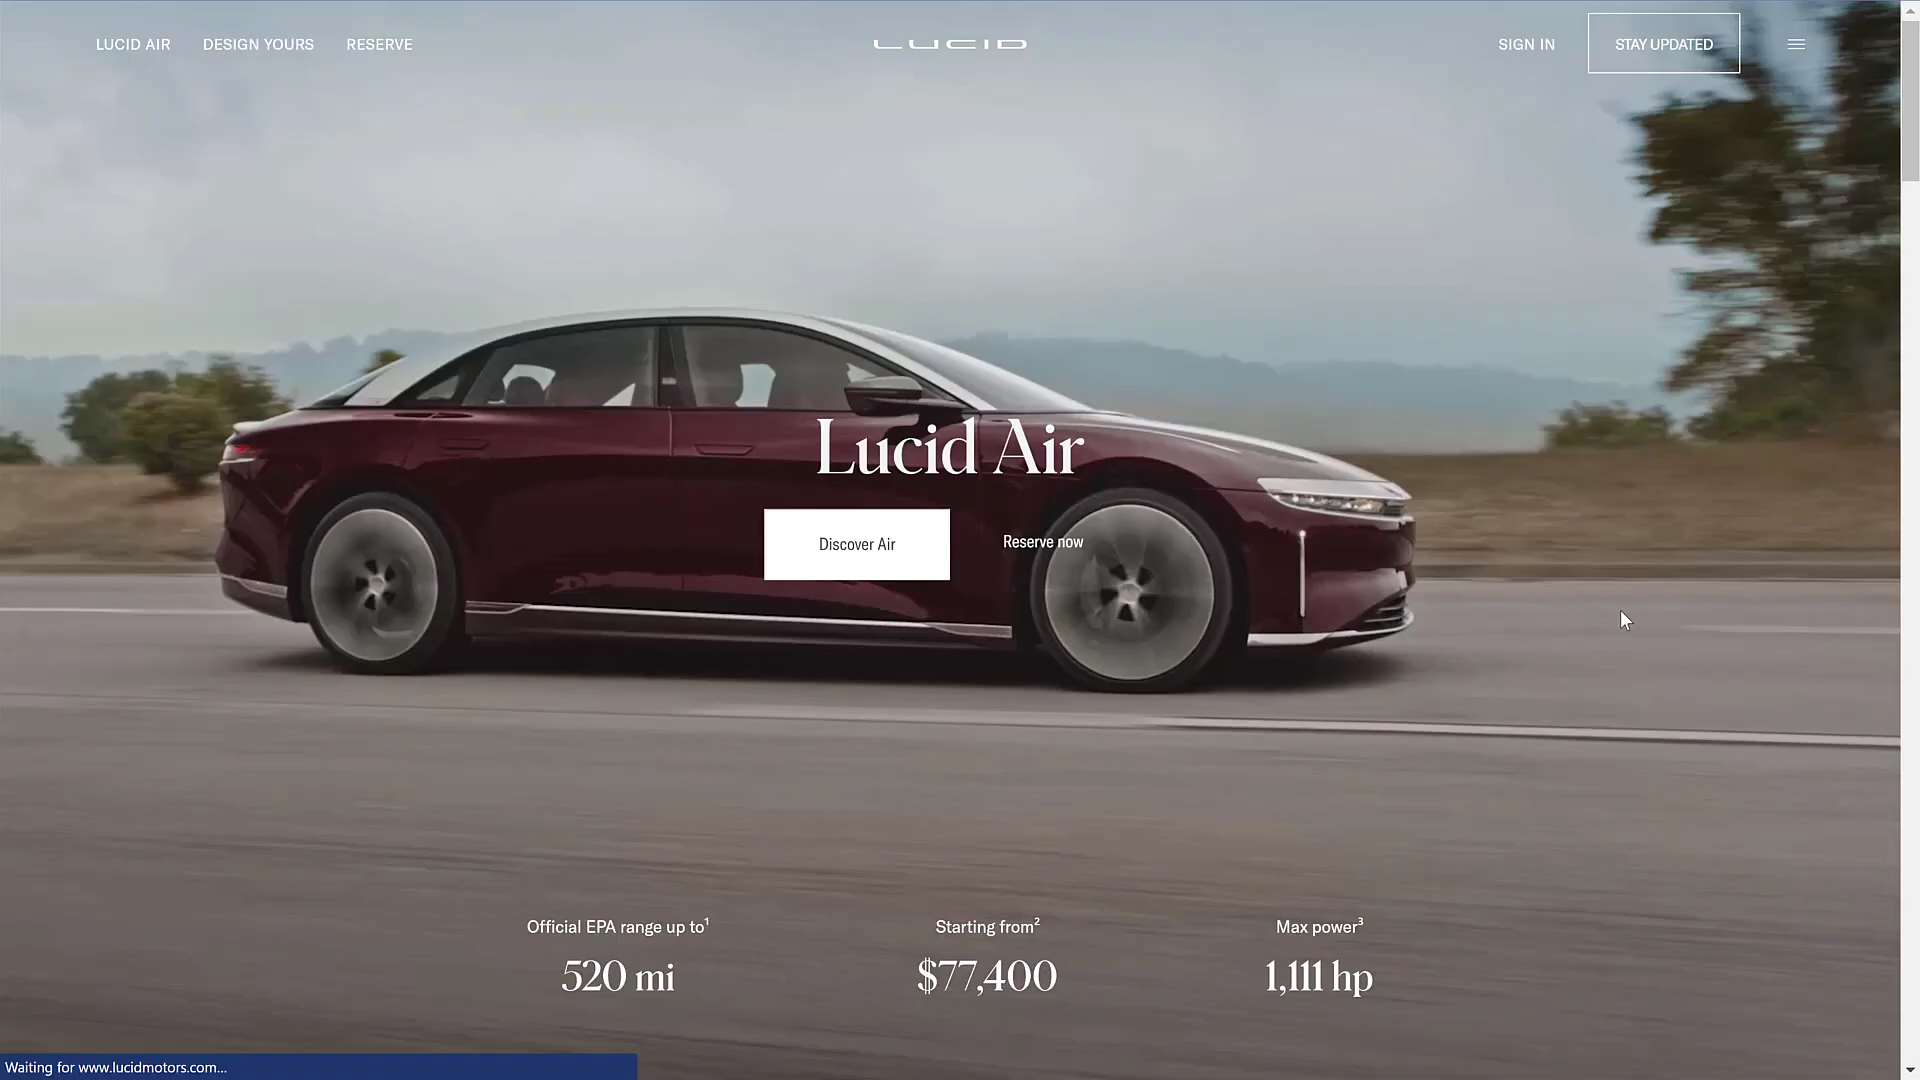 LUCID AIR DESIGN YOURS RESERVE LUCID SIGN IN STAY UPDATED
Lucid Air
Discover Air Reserve now
Official EPA range up to¹ Starting from² Max power³
520 mi $77,400 1,111 hp
Waiting for www.lucidmotors.com...